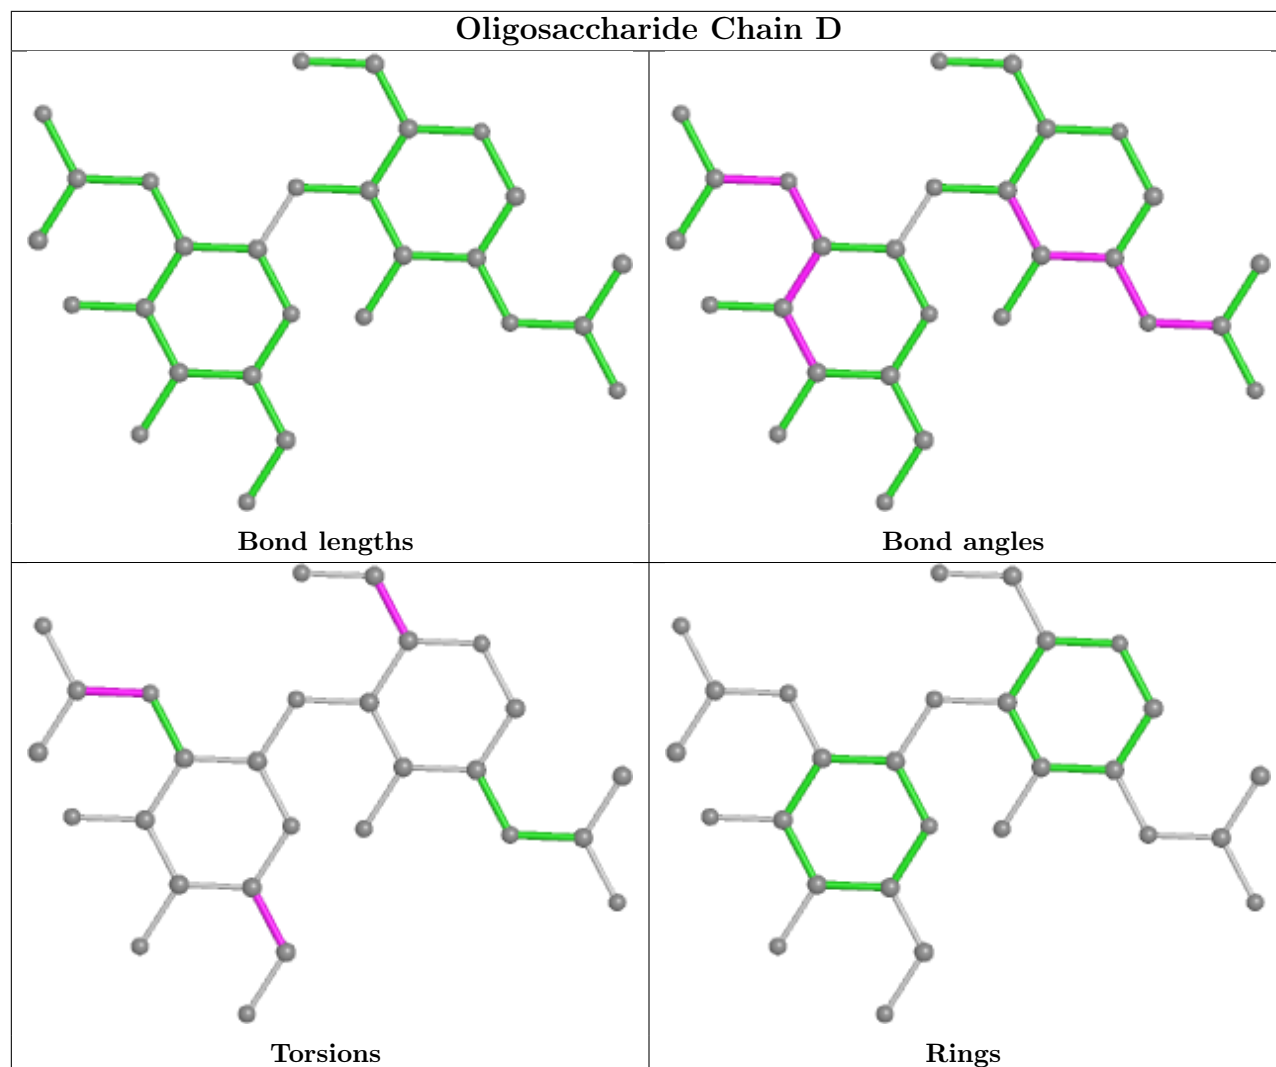 Oligosaccharide Chain D
Bond lengths
Bond angles
Torsions
Rings